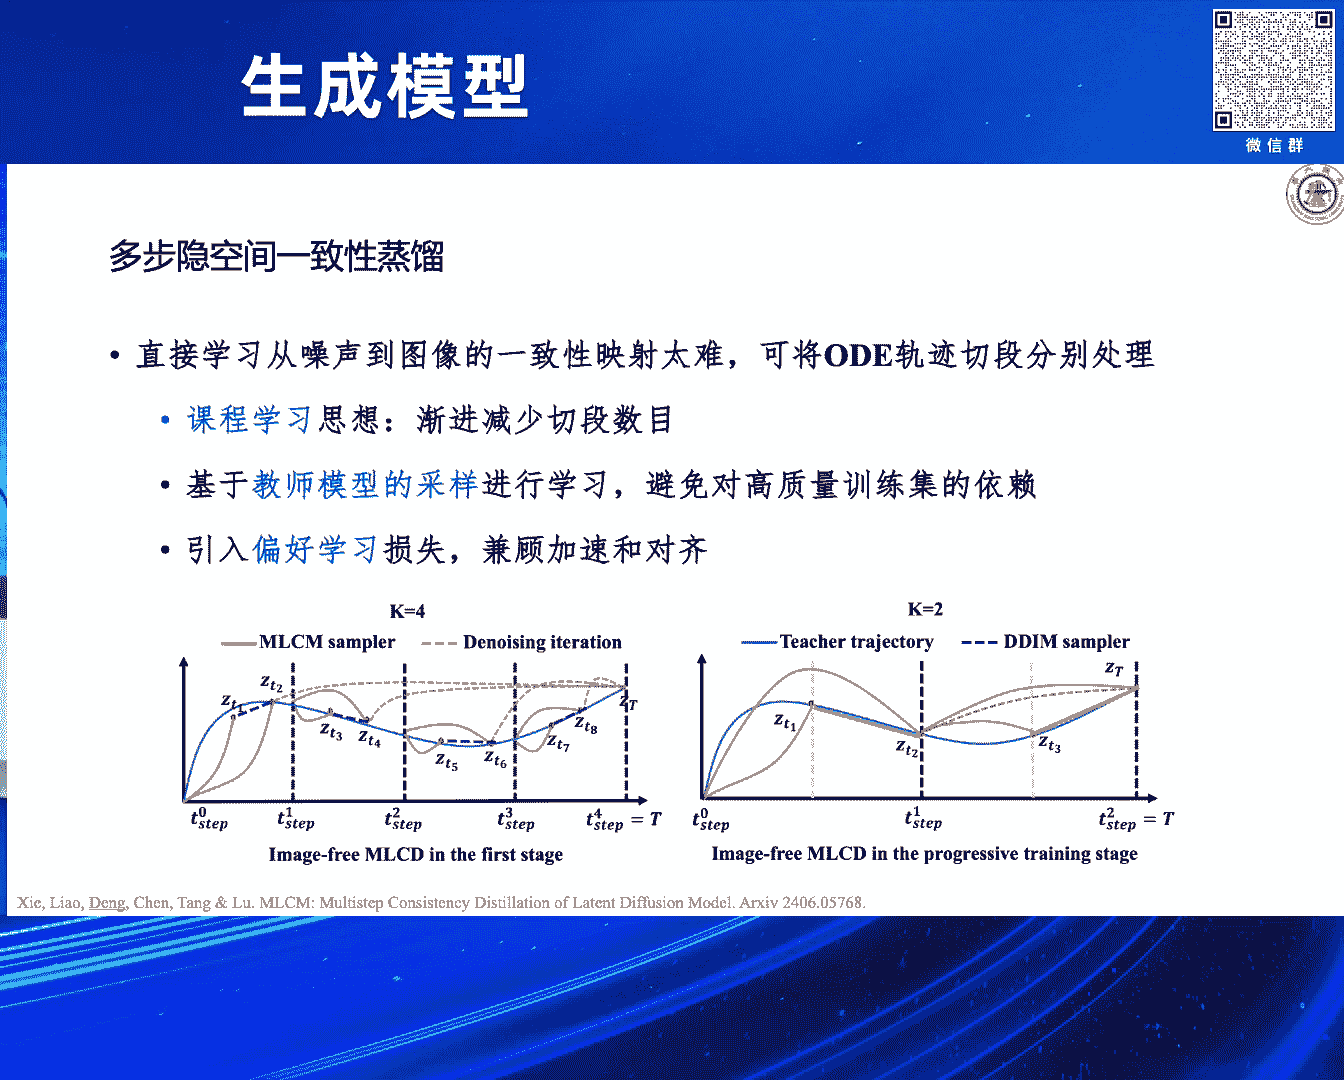 生成模型
微信群
多步隐空间一致性蒸馏
• 直接学习从噪声到图像的一致性映射太难，可将ODE轨迹切段分别处理
• 课程学习思想：渐进减少切段数目
• 基于教师模型的采样进行学习，避免对高质量训练集的依赖
• 引入偏好学习损失，兼顾加速和对齐
K=4
MLCM sampler Denoising iteration
z_{t_1} z_{t_2} z_{t_3} z_{t_4} z_{t_5} z_{t_6} z_{t_7} z_{t_8} z_T
t^0_{step} t^1_{step} t^2_{step} t^3_{step} t^4_{step} = T
Image-free MLCD in the first stage
K=2
Teacher trajectory DDIM sampler
z_{t_1} z_{t_2} z_{t_3} z_T
t^0_{step} t^1_{step} t^2_{step} = T
Image-free MLCD in the progressive training stage
Xie, Liao, Deng, Chen, Tang & Lu. MLCM: Multistep Consistency Distillation of Latent Diffusion Model. Arxiv 2406.05768.